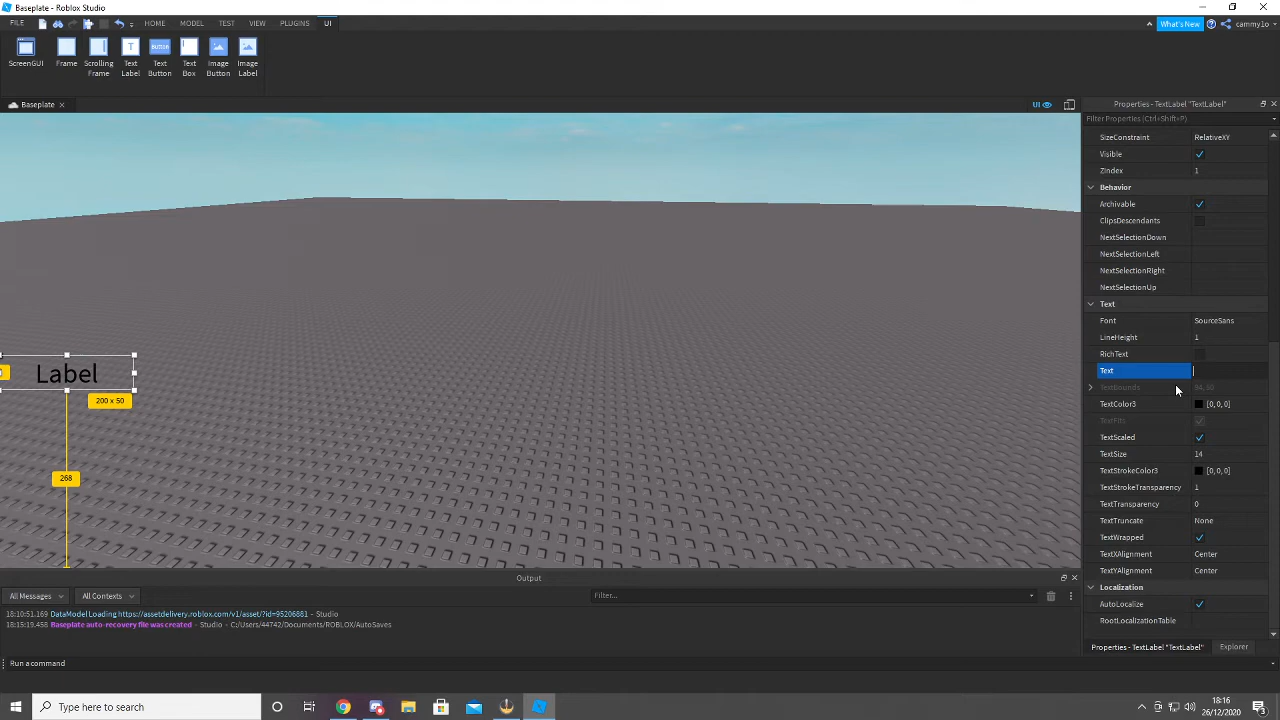 Baseplate - Roblox Studio
FILE HOME MODEL TEST VIEW PLUGINS UI What's New cammy1o
ScreenGUI Frame Scrolling Frame Text Label Button Text Button Text Box Image Button Image Label
Baseplate UI Properties - TextLabel "TextLabel"
Filter Properties (Ctrl+Shift+P)
SizeConstraint RelativeXY
Visible
ZIndex 1
Behavior
Archivable
ClipsDescendants
NextSelectionDown
NextSelectionLeft
NextSelectionRight
NextSelectionUp
Text
Font SourceSans
LineHeight 1
RichText
Text
TextBounds
TextColor3 [0, 0, 0]
TextFits
TextScaled
TextSize 14
TextStrokeColor3 [0, 0, 0]
TextStrokeTransparency 1
TextTransparency 0
TextTruncate None
TextWrapped
TextXAlignment Center
TextYAlignment Center
Localization
AutoLocalize
RootLocalizationTable
Properties - TextLabel "TextLabel" Explorer
Label
200 x 50
268
Output
All Messages All Contexts Filter...
18:10:51.169 DataModel Loading https://assetdelivery.roblox.com/v1/asset/?id=95206881 - Studio
18:15:19.458 Baseplate auto-recovery file was created - Studio - C:/Users/44742/Documents/ROBLOX/AutoSaves
Run a command
Type here to search
18:16
26/12/2020